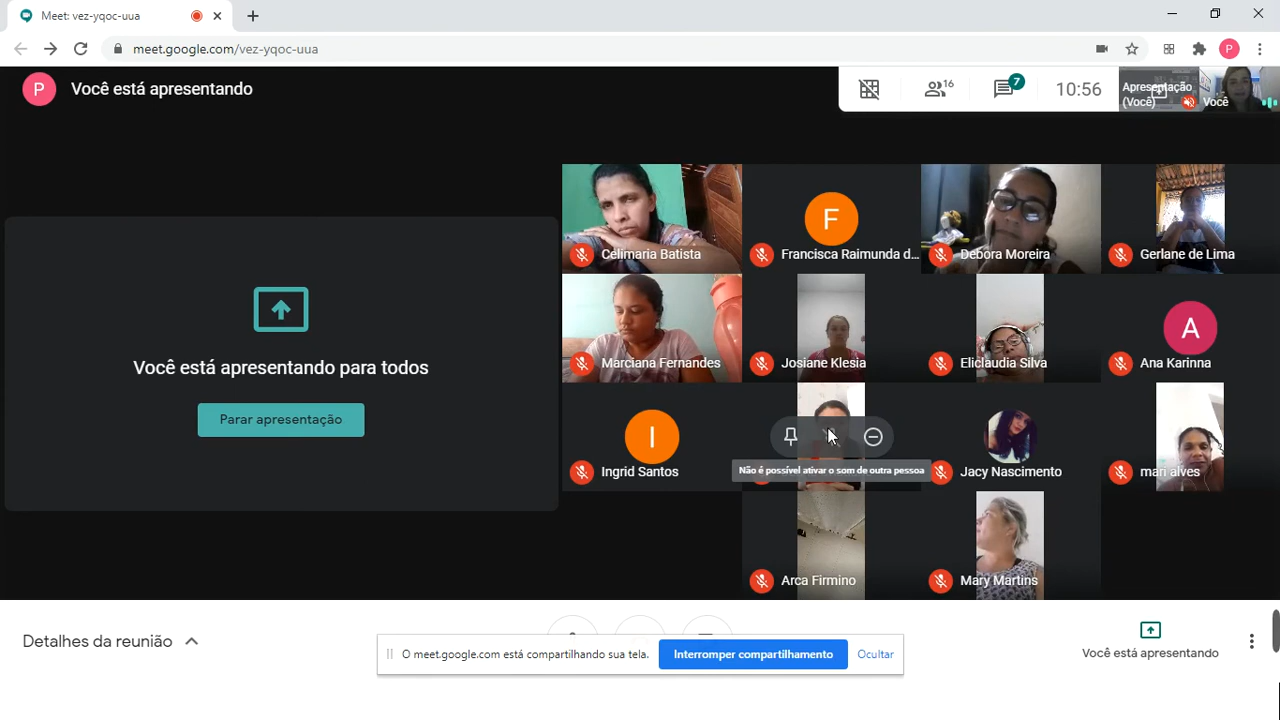 Meet: vez-yqoc-uua
meet.google.com/vez-yqoc-uua
P
P
Você está apresentando
16
7
10:56
Apresentação
(Você)
Você
Celimaria Batista
F
Francisca Raimunda d...
Debora Moreira
Gerlane de Lima
Você está apresentando para todos
Parar apresentação
Marciana Fernandes
Josiane Klesia
Eliclaudia Silva
A
Ana Karinna
I
Ingrid Santos
Não é possível ativar o som de outra pessoa
Jacy Nascimento
mari alves
Arca Firmino
Mary Martins
Detalhes da reunião
O meet.google.com está compartilhando sua tela.
Interromper compartilhamento
Ocultar
Você está apresentando